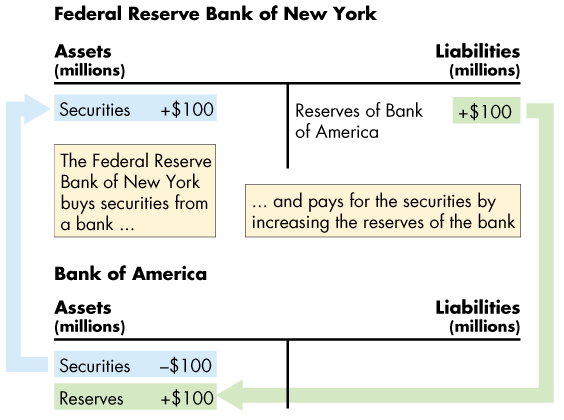 Federal Reserve Bank of New York
Assets
(millions)
Liabilities
(millions)
Securities +$100
Reserves of Bank
of America
+$100
The Federal Reserve
Bank of New York
buys securities from
a bank ...
... and pays for the securities by
increasing the reserves of the bank
Bank of America
Assets
(millions)
Liabilities
(millions)
Securities –$100
Reserves +$100